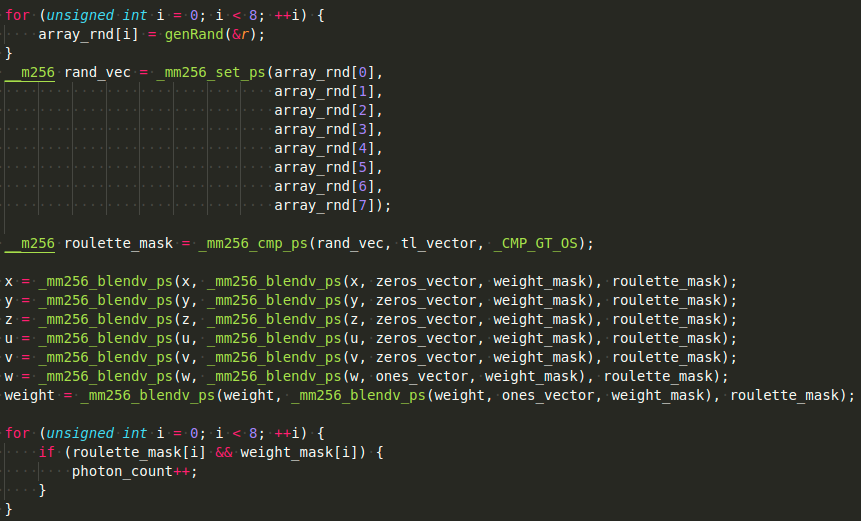 for (unsigned int i = 0; i < 8; ++i) {
    array_rnd[i] = genRand(&r);
}
__m256 rand_vec = _mm256_set_ps(array_rnd[0],
                                array_rnd[1],
                                array_rnd[2],
                                array_rnd[3],
                                array_rnd[4],
                                array_rnd[5],
                                array_rnd[6],
                                array_rnd[7]);

__m256 roulette_mask = _mm256_cmp_ps(rand_vec, tl_vector, _CMP_GT_OS);

x = _mm256_blendv_ps(x, _mm256_blendv_ps(x, zeros_vector, weight_mask), roulette_mask);
y = _mm256_blendv_ps(y, _mm256_blendv_ps(y, zeros_vector, weight_mask), roulette_mask);
z = _mm256_blendv_ps(z, _mm256_blendv_ps(z, zeros_vector, weight_mask), roulette_mask);
u = _mm256_blendv_ps(u, _mm256_blendv_ps(u, zeros_vector, weight_mask), roulette_mask);
v = _mm256_blendv_ps(v, _mm256_blendv_ps(v, zeros_vector, weight_mask), roulette_mask);
w = _mm256_blendv_ps(w, _mm256_blendv_ps(w, ones_vector, weight_mask), roulette_mask);
weight = _mm256_blendv_ps(weight, _mm256_blendv_ps(weight, ones_vector, weight_mask), roulette_mask);

for (unsigned int i = 0; i < 8; ++i) {
    if (roulette_mask[i] && weight_mask[i]) {
        photon_count++;
    }
}